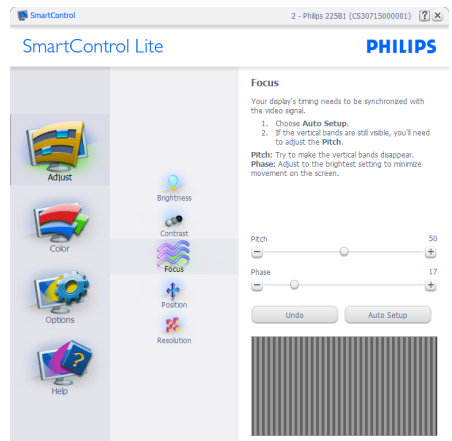 SmartControl
2 - Philips 225B1 (CS30715000001)
SmartControl Lite
PHILIPS
Adjust
Color
Options
Help
Brightness
Contrast
Focus
Position
Resolution
Focus
Your display's timing needs to be synchronized with
the video signal.
1. Choose Auto Setup.
2. If the vertical bands are still visible, you'll need
to adjust the Pitch.
Pitch: Try to make the vertical bands disappear.
Phase: Adjust to the brightest setting to minimize
movement on the screen.
Pitch 50
Phase 17
Undo Auto Setup